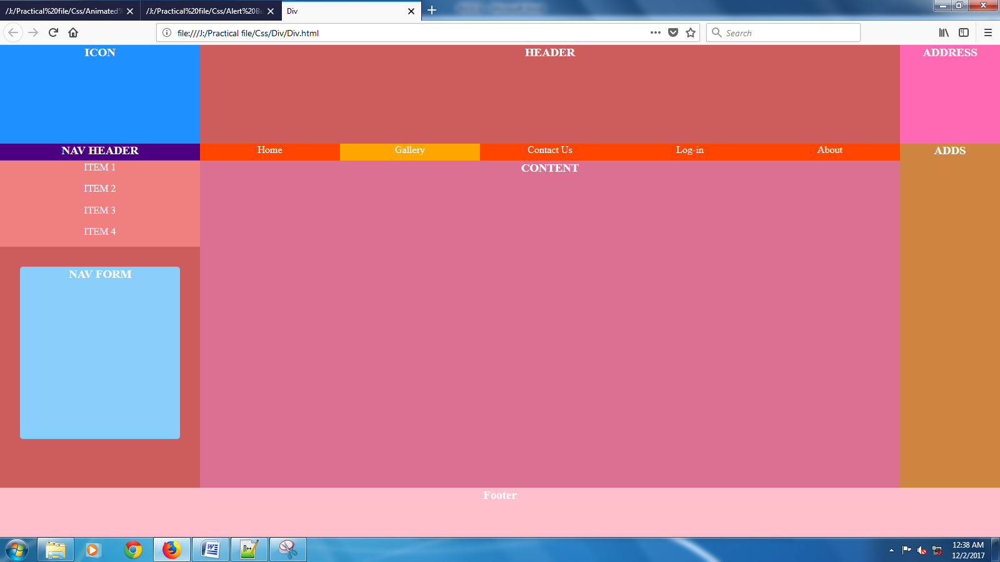 /J:/Practical%20file/Css/Animated%
/J:/Practical%20file/Css/Alert%20Bu
Div
file:///J:/Practical file/Css/Div/Div.html
Search
ICON
HEADER
ADDRESS
NAV HEADER
Home
Gallery
Contact Us
Log-in
About
ADDS
ITEM 1
CONTENT
ITEM 2
ITEM 3
ITEM 4
NAV FORM
Footer
12:38 AM
12/2/2017